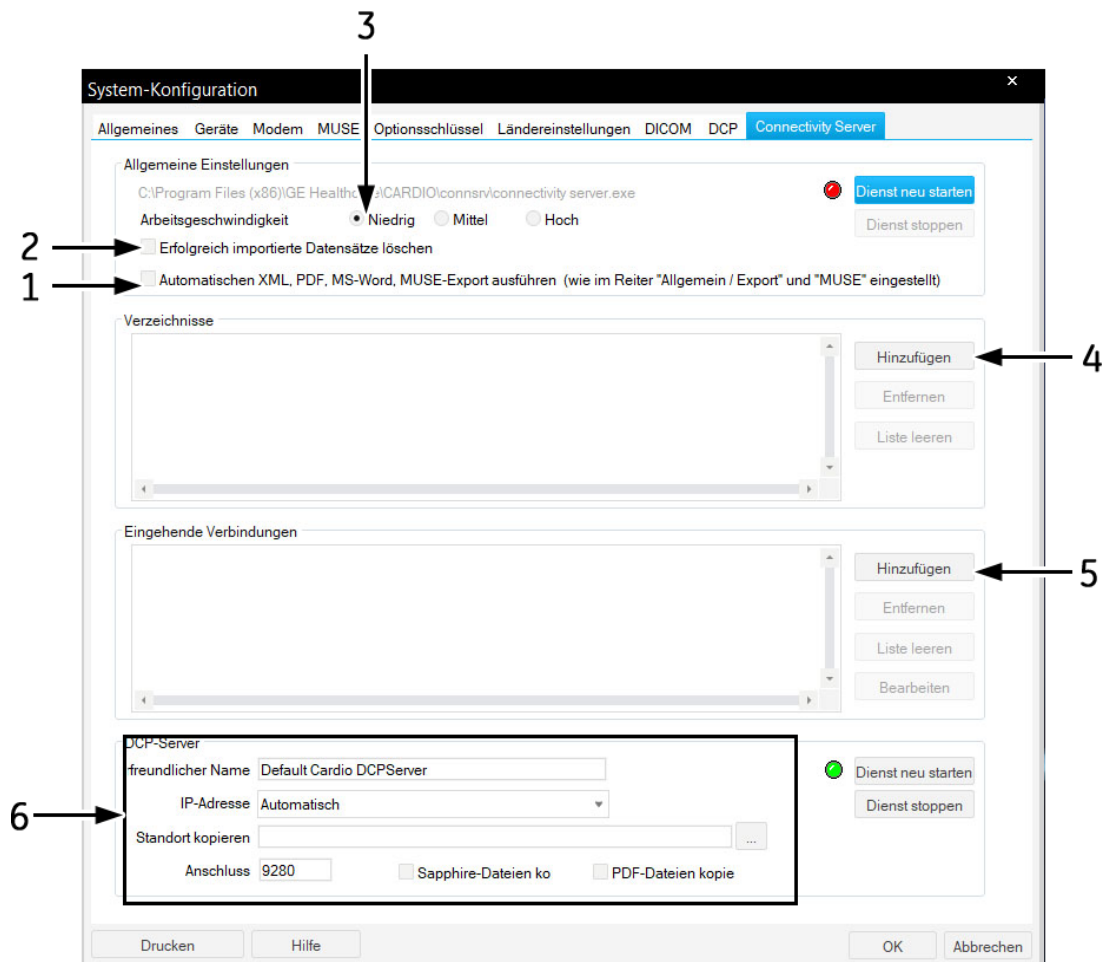 3
System-Konfiguration
×
Allgemeines Geräte Modem MUSE Optionsschlüssel Ländereinstellungen DICOM DCP Connectivity Server
Allgemeine Einstellungen
C:\Program Files (x86)\GE Healthc \CARDIO\connsrv\connectivity server.exe
Dienst neu starten
Arbeitsgeschwindigkeit Niedrig Mittel Hoch
Dienst stoppen
2
Erfolgreich importierte Datensätze löschen
1
Automatischen XML, PDF, MS-Word, MUSE-Export ausführen (wie im Reiter "Allgemein / Export" und "MUSE" eingestellt)
Verzeichnisse
Hinzufügen
4
Entfernen
Liste leeren
Eingehende Verbindungen
Hinzufügen
5
Entfernen
Liste leeren
Bearbeiten
DCP-Server
freundlicher Name Default Cardio DCPServer
Dienst neu starten
6
IP-Adresse Automatisch
Dienst stoppen
Standort kopieren
...
Anschluss 9280 Sapphire-Dateien ko PDF-Dateien kopie
Drucken Hilfe OK Abbrechen